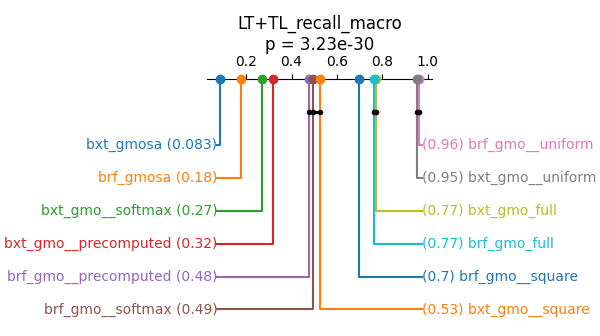 LT+TL_recall_macro
p = 3.23e-30
0.2 0.4 0.6 0.8 1.0
bxt_gmosa (0.083)
(0.96) brf_gmo__uniform
brf_gmosa (0.18)
(0.95) bxt_gmo__uniform
bxt_gmo__softmax (0.27)
(0.77) bxt_gmo_full
bxt_gmo__precomputed (0.32)
(0.77) brf_gmo_full
brf_gmo__precomputed (0.48)
(0.7) brf_gmo__square
brf_gmo__softmax (0.49)
(0.53) bxt_gmo__square